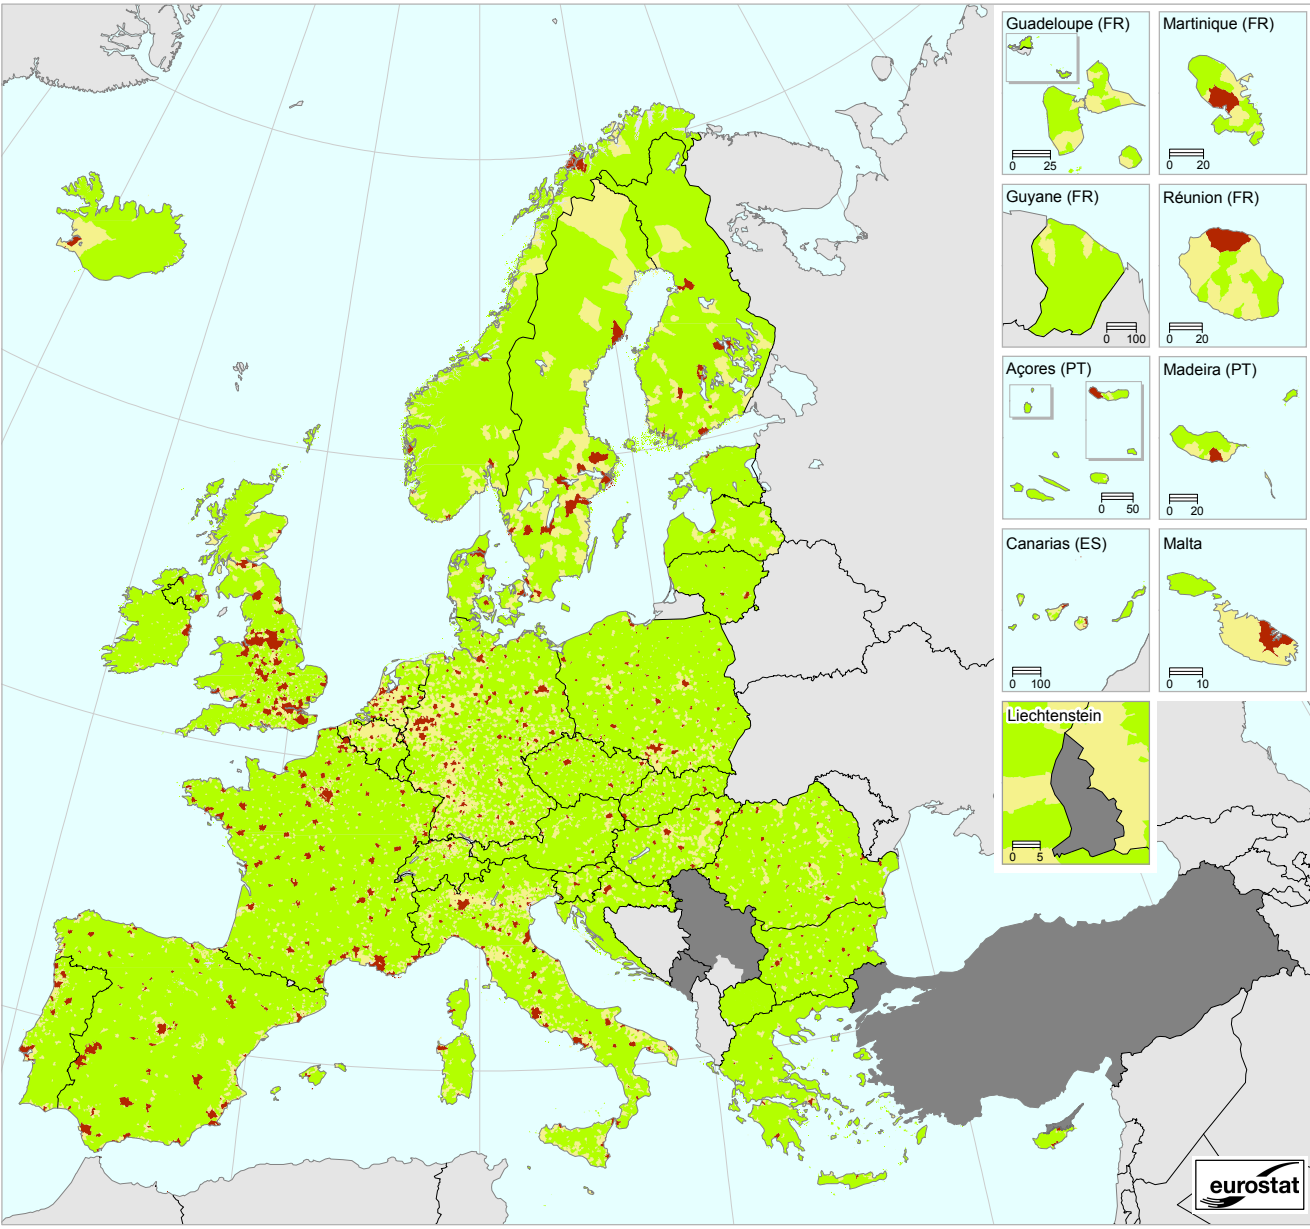 Guadeloupe (FR)
0 25
Martinique (FR)
0 20
Guyane (FR)
0 100
Réunion (FR)
0 20
Açores (PT)
0 50
Madeira (PT)
0 20
Canarias (ES)
0 100
Malta
0 10
Liechtenstein
0 5
eurostat